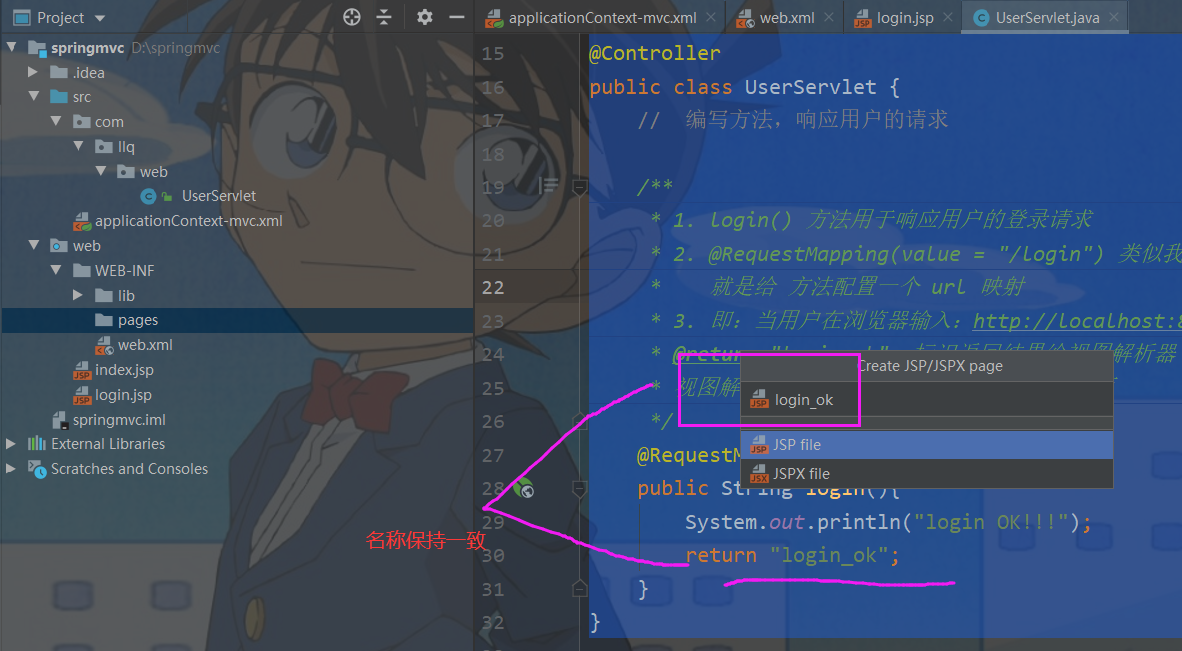 Project
springmvc D:\springmvc
.idea
src
com
llq
web
UserServlet
applicationContext-mvc.xml
web
WEB-INF
lib
pages
web.xml
index.jsp
login.jsp
springmvc.iml
External Libraries
Scratches and Consoles
applicationContext-mvc.xml
web.xml
login.jsp
UserServlet.java
15 @Controller
16 public class UserServlet {
17 // 编写方法，响应用户的请求
18
19 /**
20 * 1. login() 方法用于响应用户的登录请求
21 * 2. @RequestMapping(value = "/login") 类似我
22 * 就是给 方法配置一个 url 映射
23 * 3. 即：当用户在浏览器输入：http://localhost:8
24 *
25 * 视图解
26 */
27 @RequestM
28 public String login(){
29 System.out.println("login OK!!!");
30 return "login_ok";
31 }
32 }
Create JSP/JSPX page
login_ok
JSP file
JSPX file
名称保持一致